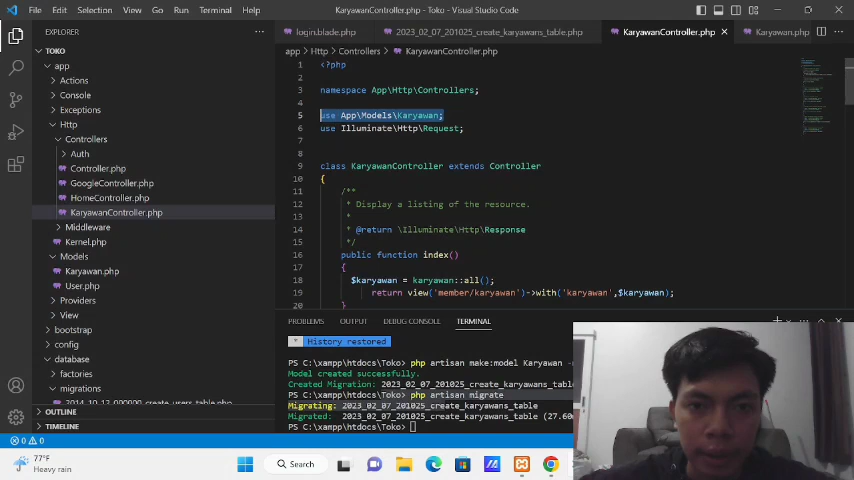 File Edit Selection View Go Run Terminal Help KaryawanController.php - Toko - Visual Studio Code
EXPLORER
TOKO
app
Actions
Console
Exceptions
Http
Controllers
Auth
Controller.php
GoogleController.php
HomeController.php
KaryawanController.php
Middleware
Kernel.php
Models
Karyawan.php
User.php
Providers
View
bootstrap
config
database
factories
migrations
2014_10_12_000000_create_users_table.php
OUTLINE
TIMELINE
login.blade.php 2023_02_07_201025_create_karyawans_table.php KaryawanController.php Karyawan.php
app > Http > Controllers > KaryawanController.php
1 <?php
2
3 namespace App\Http\Controllers;
4
5 use App\Models\Karyawan;
6 use Illuminate\Http\Request;
7
8
9 class KaryawanController extends Controller
10 {
11 /**
12 * Display a listing of the resource.
13 *
14 * @return \Illuminate\Http\Response
15 */
16 public function index()
17 {
18 $karyawan = karyawan::all();
19 return view('member/karyawan')->with('karyawan',$karyawan);
20 }
PROBLEMS OUTPUT DEBUG CONSOLE TERMINAL
* History restored
PS C:\xampp\htdocs\Toko> php artisan make:model Karyawan
Model created successfully.
Created Migration: 2023_02_07_201025_create_karyawans_table
PS C:\xampp\htdocs\Toko> php artisan migrate
Migrating: 2023_02_07_201025_create_karyawans_table
Migrated: 2023_02_07_201025_create_karyawans_table (27.60
PS C:\xampp\htdocs\Toko>
0 0
77°F
Heavy rain
Search